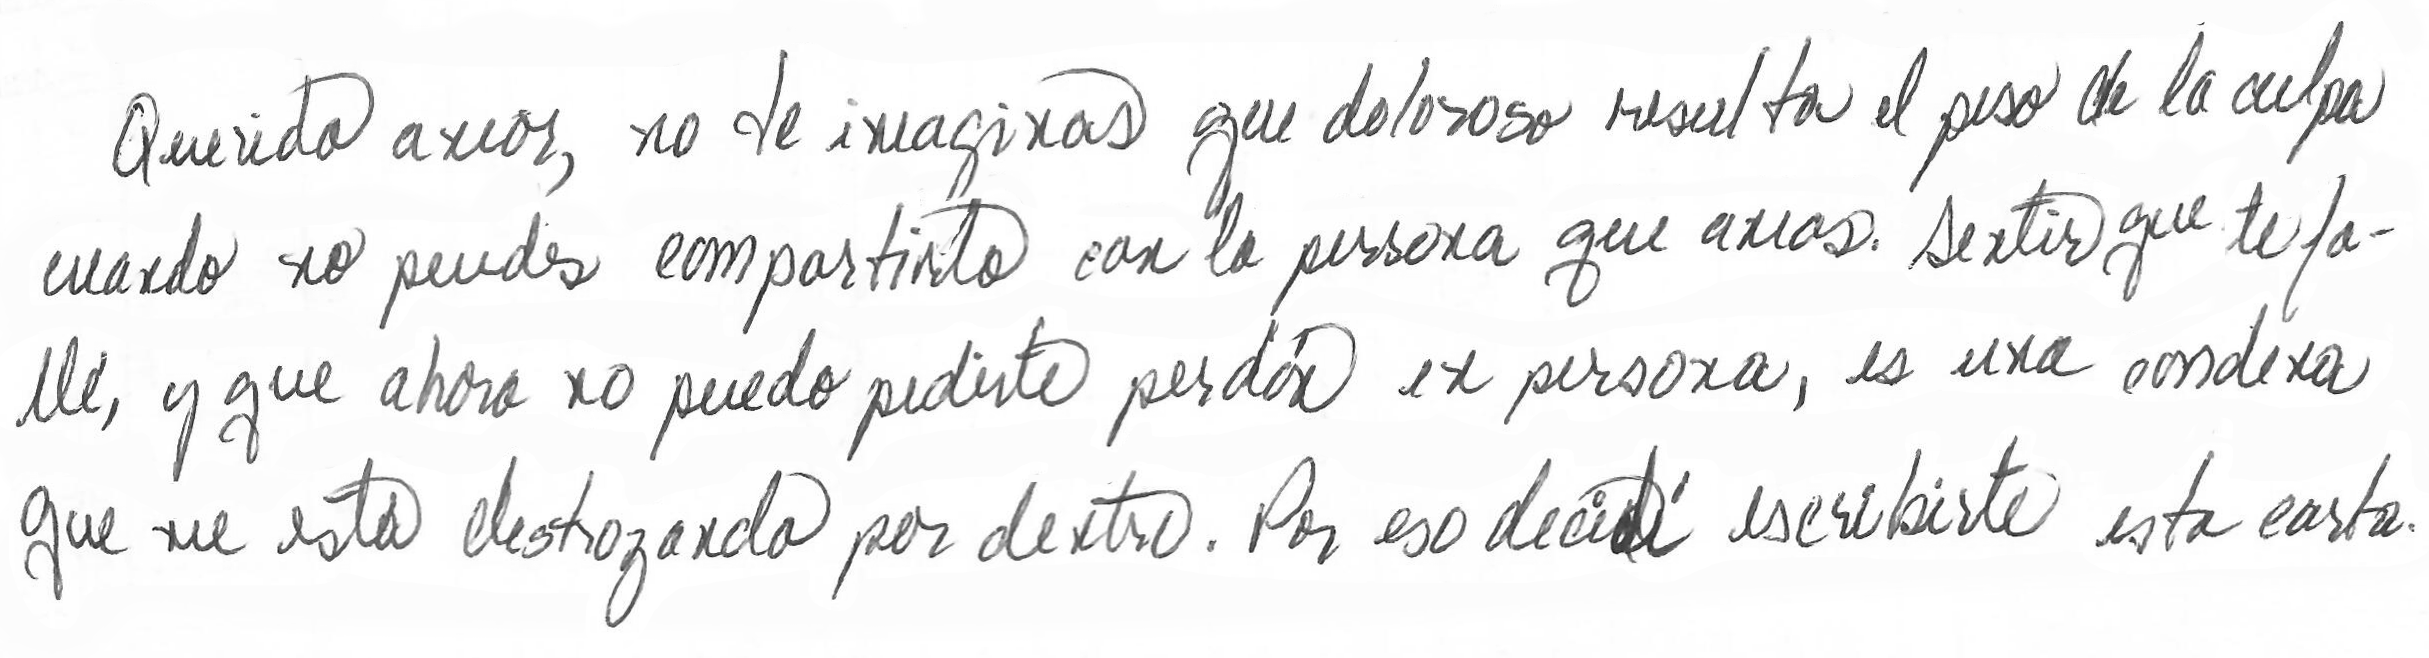 Querido amor, no te imaginas que doloroso resulta el peso de la culpa
cuando no puedes compartirlo con la persona que amas. Sentir que te fa-
llé, y que ahora no puedo pedirte perdón en persona, es una condena
que me está destrozando por dentro. Por eso decidí escribirte esta carta.